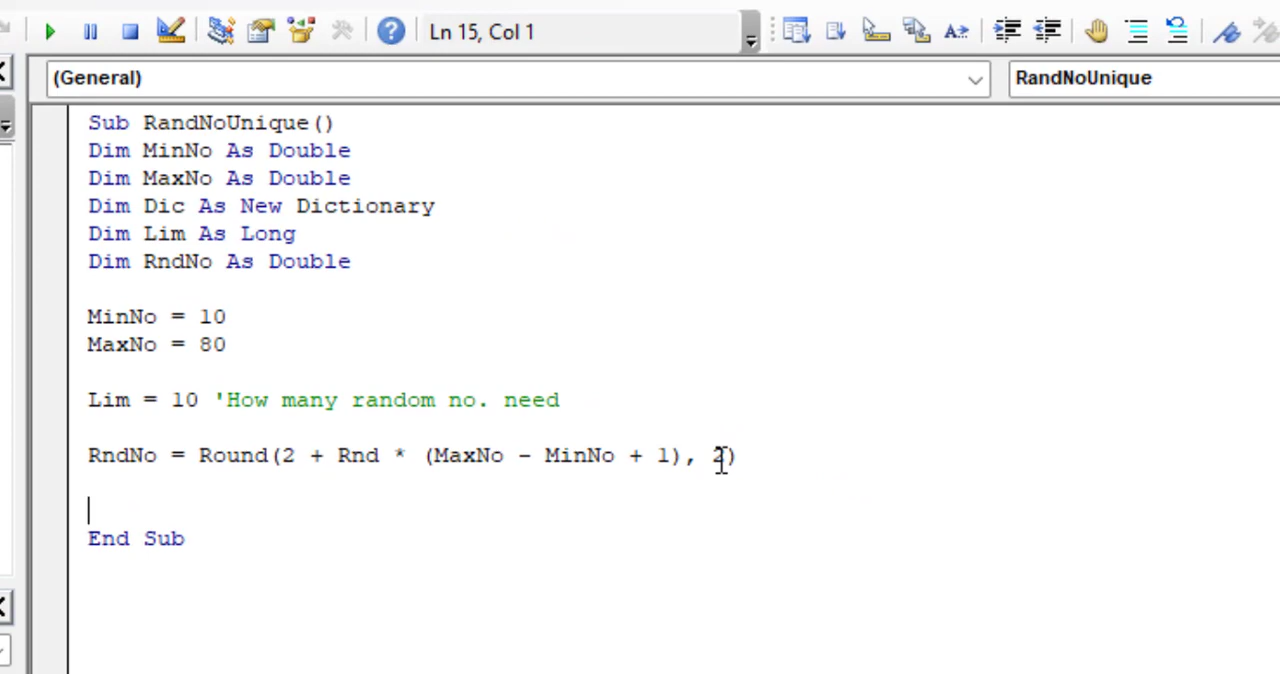 Ln 15, Col 1
(General)
RandNoUnique
Sub RandNoUnique()
Dim MinNo As Double
Dim MaxNo As Double
Dim Dic As New Dictionary
Dim Lim As Long
Dim RndNo As Double
MinNo = 10
MaxNo = 80
Lim = 10 'How many random no. need
RndNo = Round(2 + Rnd * (MaxNo - MinNo + 1), 2)
End Sub